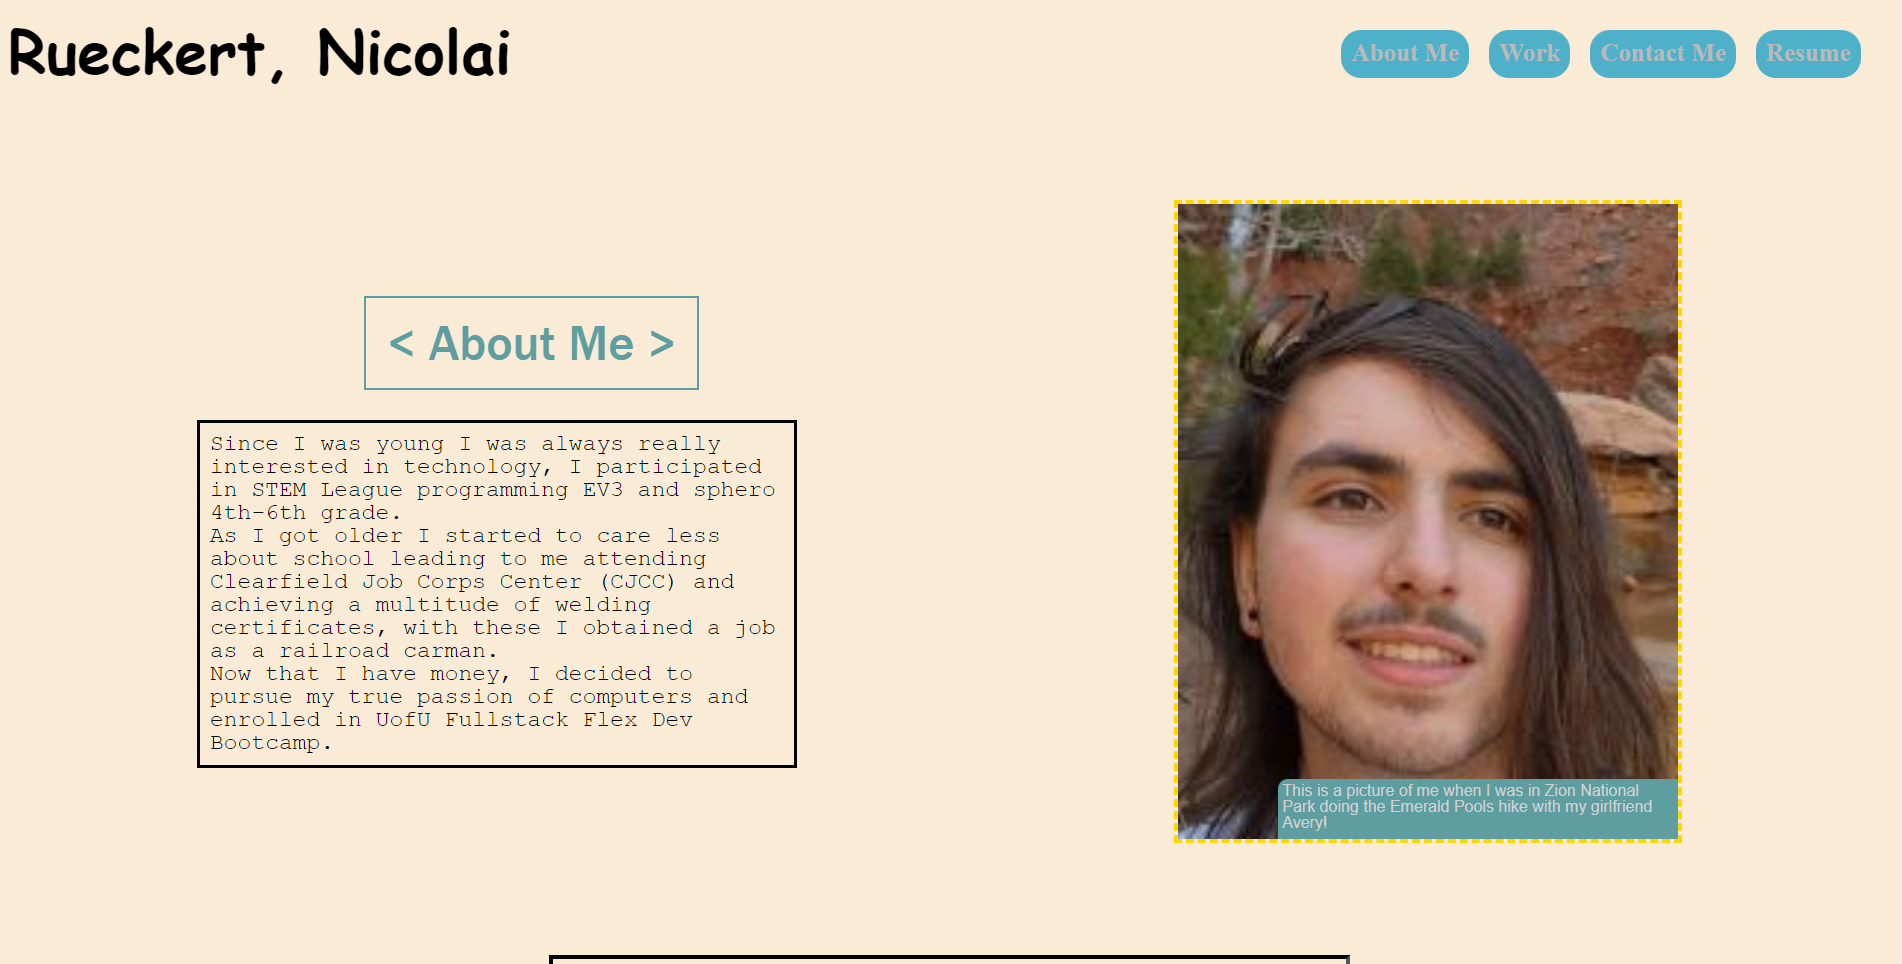 Rueckert, Nicolai
About Me
Work
Contact Me
Resume
< About Me >
Since I was young I was always really
interested in technology, I participated
in STEM League programming EV3 and sphero
4th-6th grade.
As I got older I started to care less
about school leading to me attending
Clearfield Job Corps Center (CJCC) and
achieving a multitude of welding
certificates, with these I obtained a job
as a railroad carman.
Now that I have money, I decided to
pursue my true passion of computers and
enrolled in UofU Fullstack Flex Dev
Bootcamp.
This is a picture of me when I was in Zion National
Park doing the Emerald Pools hike with my girlfriend
Avery!